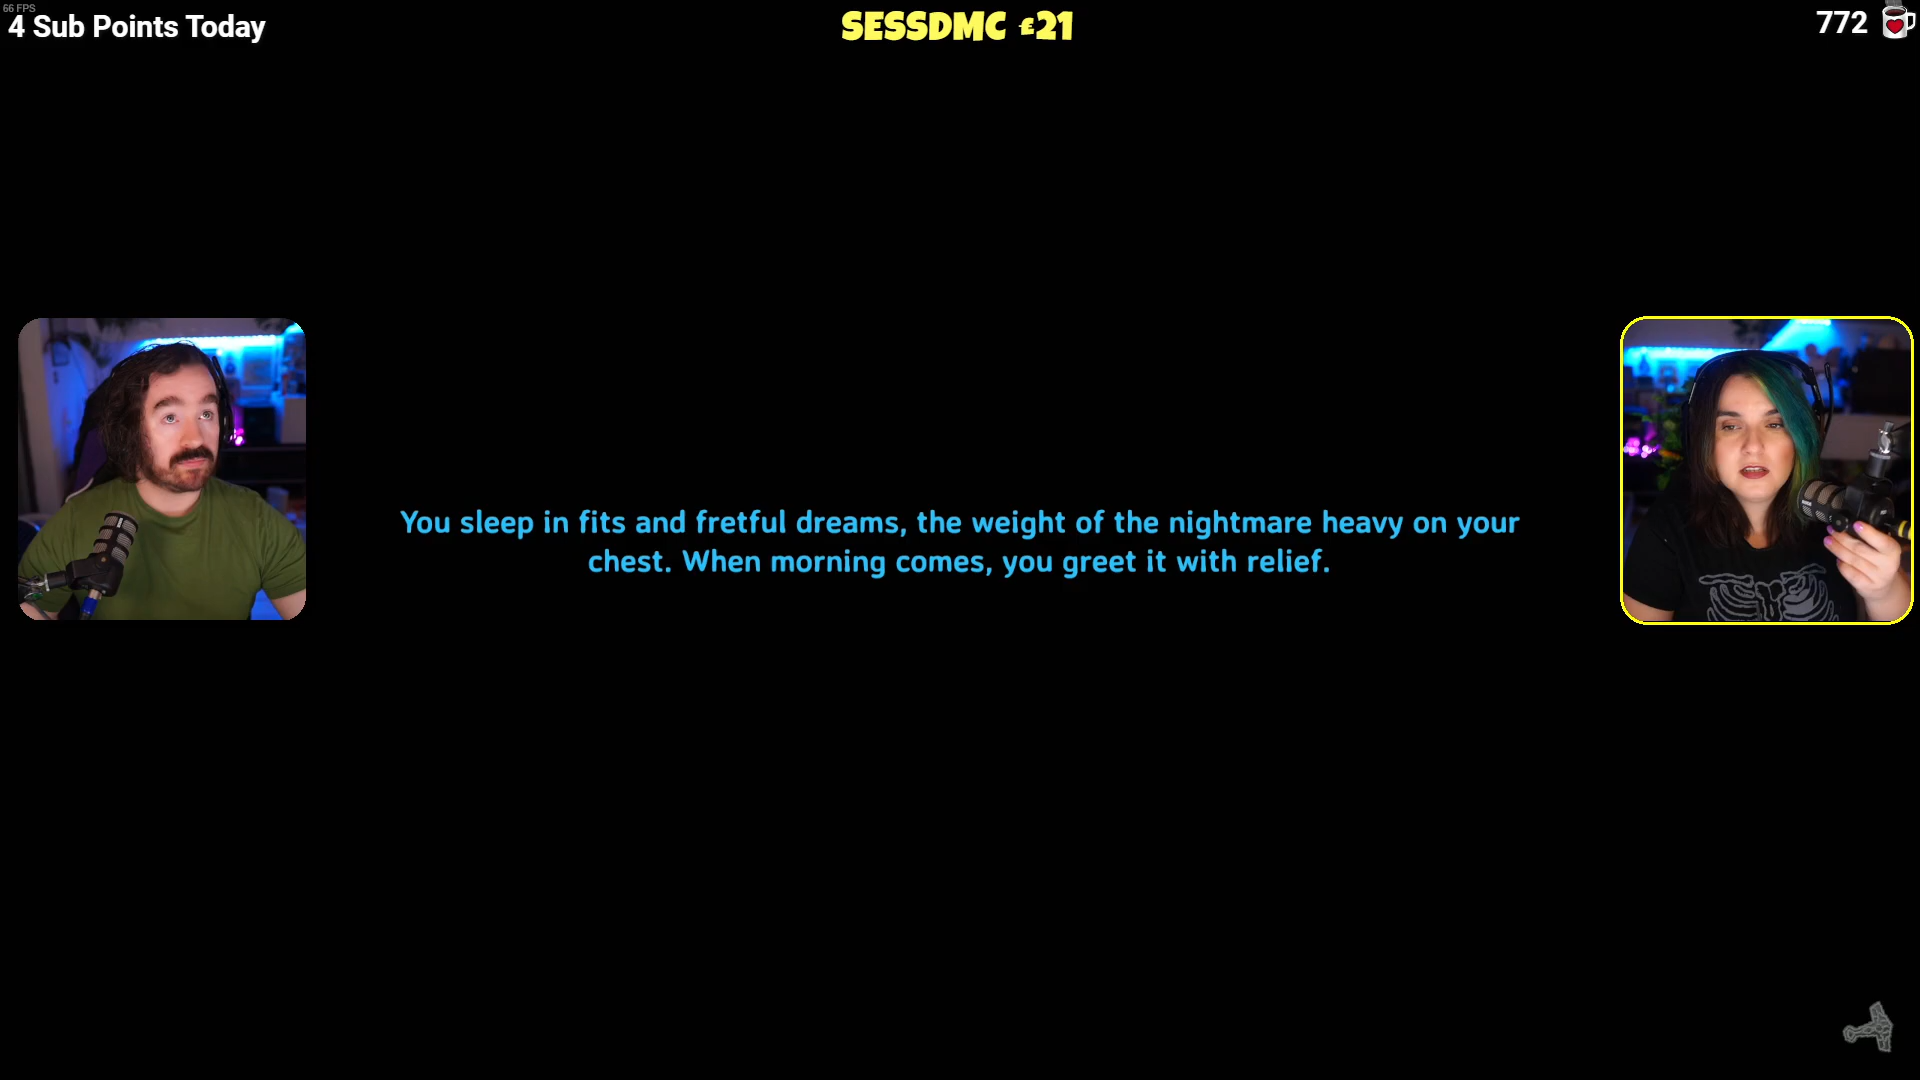 66 FPS
4 Sub Points Today
SESSDMC £21
772
You sleep in fits and fretful dreams, the weight of the nightmare heavy on your
chest. When morning comes, you greet it with relief.